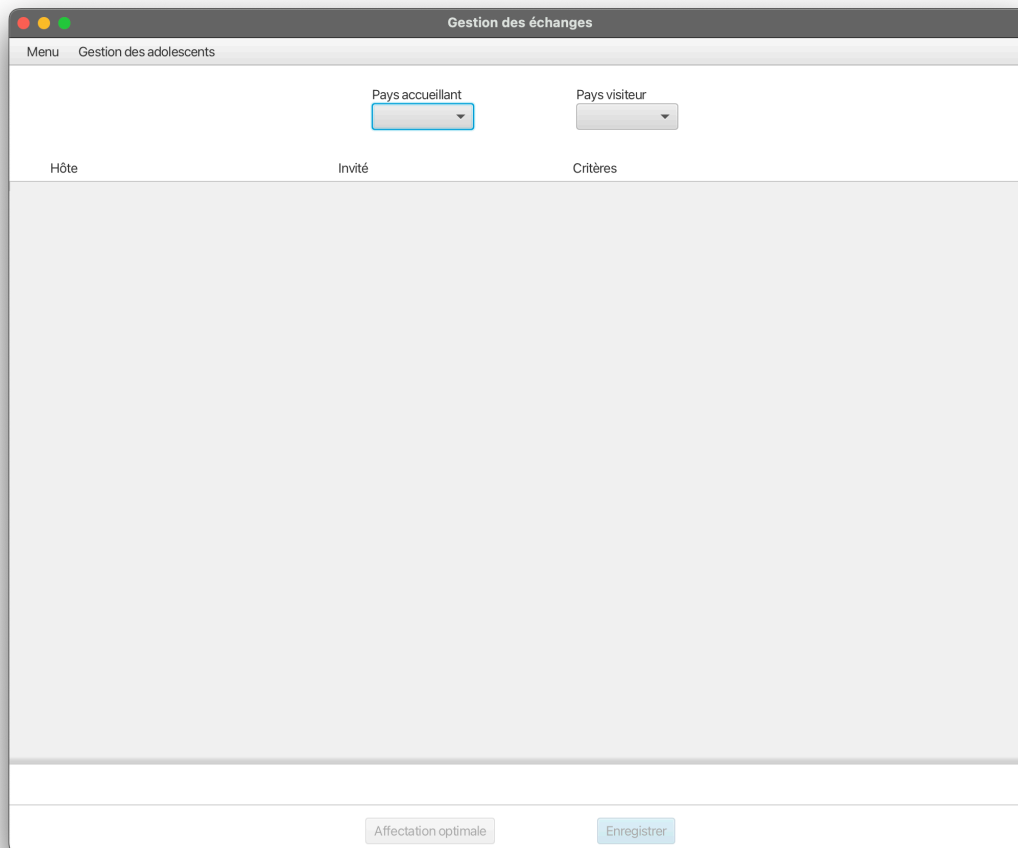 Gestion des échanges
Menu Gestion des adolescents
Pays accueillant Pays visiteur
Hôte Invité Critères
Affectation optimale Enregistrer